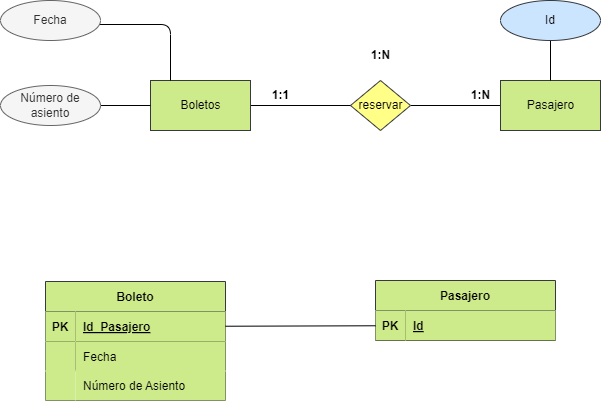 Fecha
Id
1:N
Número de
asiento
Boletos
1:1
reservar
1:N
Pasajero
Boleto
Pasajero
PK Id_Pasajero
PK Id
Fecha
Número de Asiento